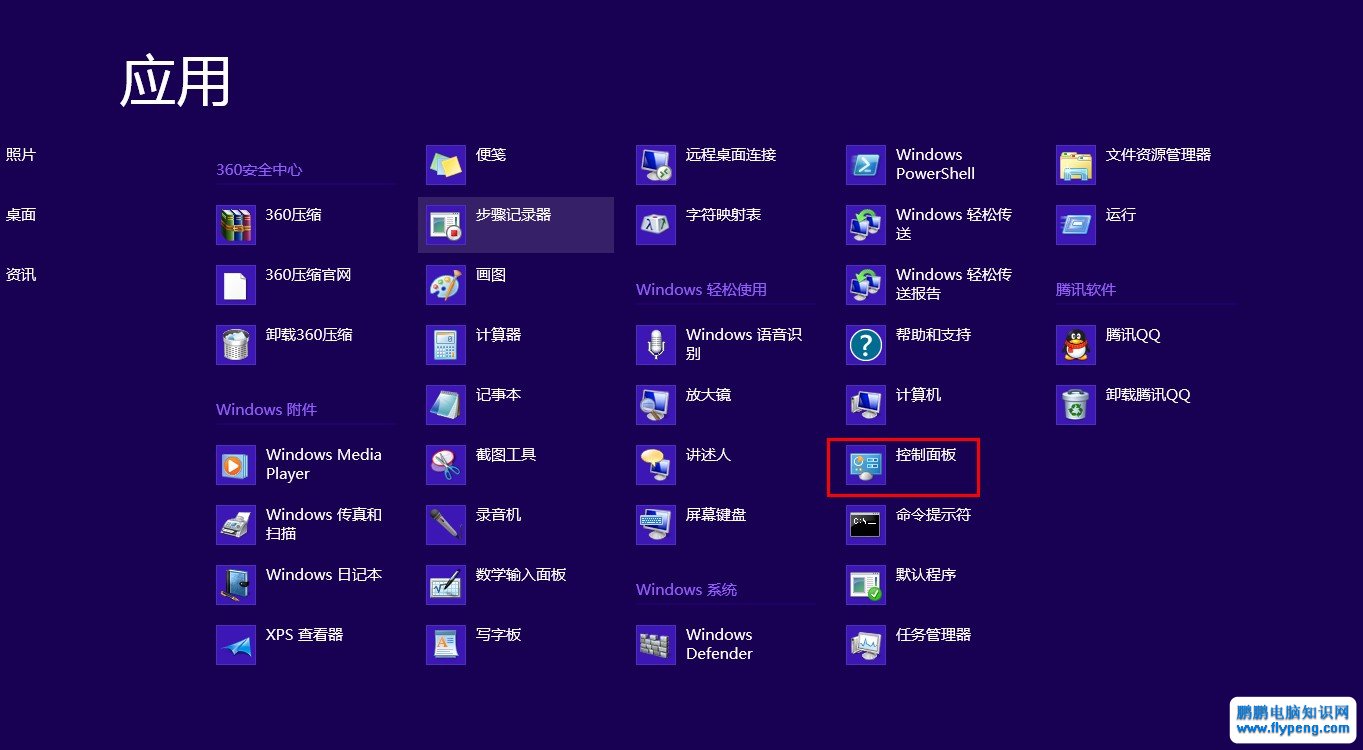 应用
照片
桌面
资讯
360安全中心
360压缩
360压缩官网
卸载360压缩
Windows 附件
Windows Media
Player
Windows 传真和
扫描
Windows 日记本
XPS 查看器
便笺
步骤记录器
画图
计算器
记事本
截图工具
录音机
数学输入面板
写字板
远程桌面连接
字符映射表
Windows 轻松使用
Windows 语音识
别
放大镜
讲述人
屏幕键盘
Windows 系统
Windows
Defender
Windows
PowerShell
Windows 轻松传
送
Windows 轻松传
送报告
帮助和支持
计算机
控制面板
命令提示符
默认程序
任务管理器
文件资源管理器
运行
腾讯软件
腾讯QQ
卸载腾讯QQ
鹏鹏电脑知识网
www.flypeng.com